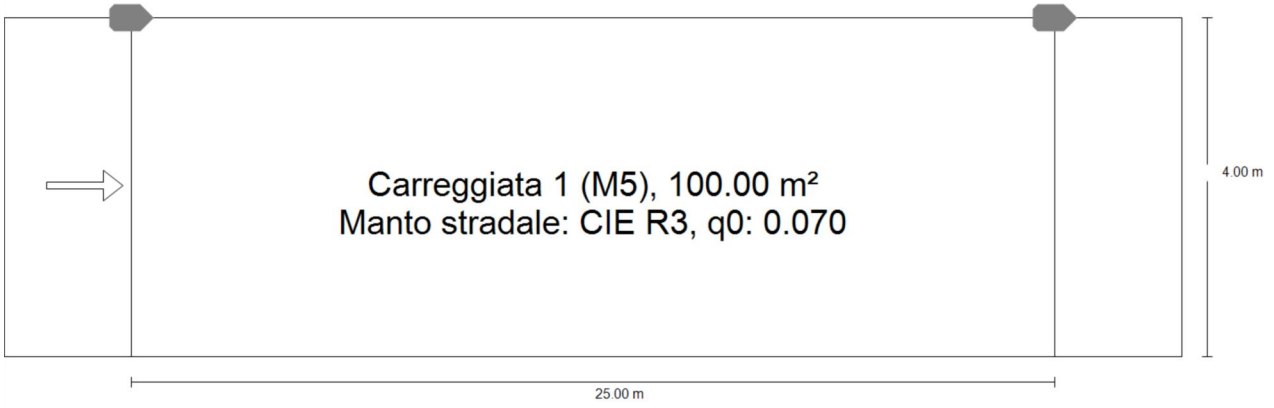 Carreggiata 1 (M5), 100.00 m²
Manto stradale: CIE R3, q0: 0.070
4.00 m
25.00 m